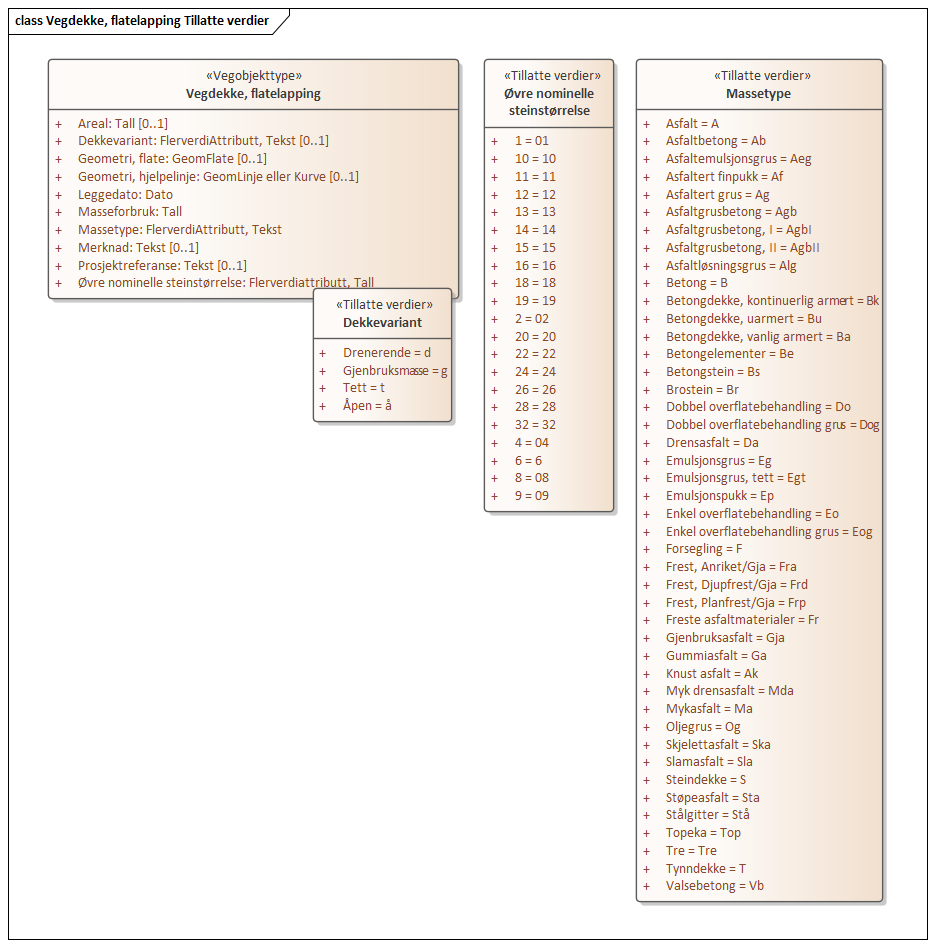 class Vegdekke, flatelapping Tillatte verdier
«Vegobjekttype»
Vegdekke, flatelapping
+ Areal: Tall [0..1]
+ Dekkevariant: FlerverdiAttributt, Tekst [0..1]
+ Geometri, flate: GeomFlate [0..1]
+ Geometri, hjelpelinje: GeomLinje eller Kurve [0..1]
+ Leggedato: Dato
+ Masseforbruk: Tall
+ Massetype: FlerverdiAttributt, Tekst
+ Merknad: Tekst [0..1]
+ Prosjektreferanse: Tekst [0..1]
+ Øvre nominelle steinstørrelse: Flerverdiattributt, Tall
«Tillatte verdier»
Dekkevariant
+ Drenerende = d
+ Gjenbruksmasse = g
+ Tett = t
+ Åpen = å
«Tillatte verdier»
Øvre nominelle
steinstørrelse
+ 1 = 01
+ 10 = 10
+ 11 = 11
+ 12 = 12
+ 13 = 13
+ 14 = 14
+ 15 = 15
+ 16 = 16
+ 18 = 18
+ 19 = 19
+ 2 = 02
+ 20 = 20
+ 22 = 22
+ 24 = 24
+ 26 = 26
+ 28 = 28
+ 32 = 32
+ 4 = 04
+ 6 = 6
+ 8 = 08
+ 9 = 09
«Tillatte verdier»
Massetype
+ Asfalt = A
+ Asfaltbetong = Ab
+ Asfaltemulsjonsgrus = Aeg
+ Asfaltert finpukk = Af
+ Asfaltert grus = Ag
+ Asfaltgrusbetong = Agb
+ Asfaltgrusbetong, I = AgbI
+ Asfaltgrusbetong, II = AgbII
+ Asfaltløsningsgrus = Alg
+ Betong = B
+ Betongdekke, kontinuerlig armert = Bk
+ Betongdekke, uarmert = Bu
+ Betongdekke, vanlig armert = Ba
+ Betongelementer = Be
+ Betongstein = Bs
+ Brostein = Br
+ Dobbel overflatebehandling = Do
+ Dobbel overflatebehandling grus = Dog
+ Drensasfalt = Da
+ Emulsjonsgrus = Eg
+ Emulsjonsgrus, tett = Egt
+ Emulsjonspukk = Ep
+ Enkel overflatebehandling = Eo
+ Enkel overflatebehandling grus = Eog
+ Forsegling = F
+ Frest, Anriket/Gja = Fra
+ Frest, Djupfrest/Gja = Frd
+ Frest, Planfrest/Gja = Frp
+ Freste asfaltmaterialer = Fr
+ Gjenbruksasfalt = Gja
+ Gummiasfalt = Ga
+ Knust asfalt = Ak
+ Myk drensasfalt = Mda
+ Mykasfalt = Ma
+ Oljegrus = Og
+ Skjelettasfalt = Ska
+ Slamasfalt = Sla
+ Steindekke = S
+ Støpeasfalt = Sta
+ Stålgitter = Stå
+ Topeka = Top
+ Tre = Tre
+ Tynndekke = T
+ Valsebetong = Vb